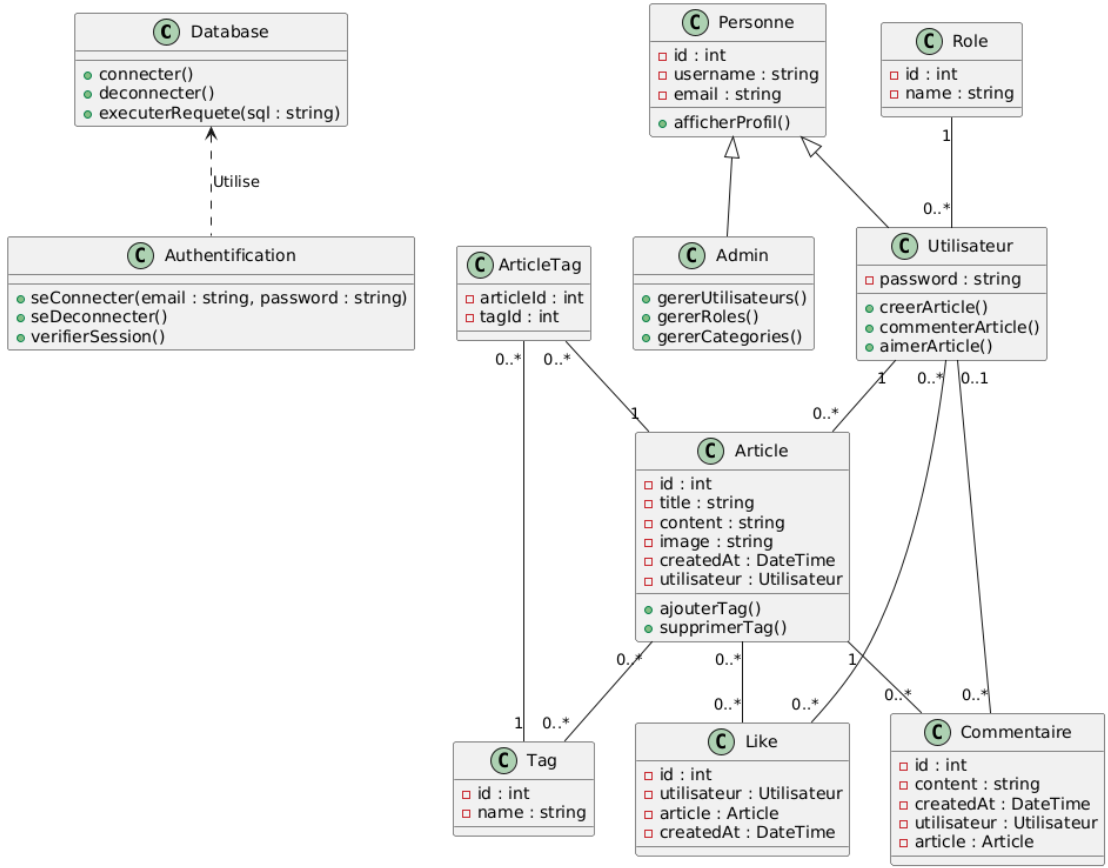 C Database
connecter()
deconnecter()
executerRequete(sql : string)
Utilise
C Authentification
seConnecter(email : string, password : string)
seDeconnecter()
verifierSession()
C Personne
id : int
username : string
email : string
afficherProfil()
C Role
id : int
name : string
1
0..*
C Admin
gererUtilisateurs()
gererRoles()
gererCategories()
C Utilisateur
password : string
creerArticle()
commenterArticle()
aimerArticle()
C ArticleTag
articleId : int
tagId : int
0..*
0..*
1
1
0..*
0..1
0..*
C Article
id : int
title : string
content : string
image : string
createdAt : DateTime
utilisateur : Utilisateur
ajouterTag()
supprimerTag()
0..*
0..*
1
1
0..*
0..*
0..*
0..*
0..*
C Tag
id : int
name : string
C Like
id : int
utilisateur : Utilisateur
article : Article
createdAt : DateTime
C Commentaire
id : int
content : string
createdAt : DateTime
utilisateur : Utilisateur
article : Article